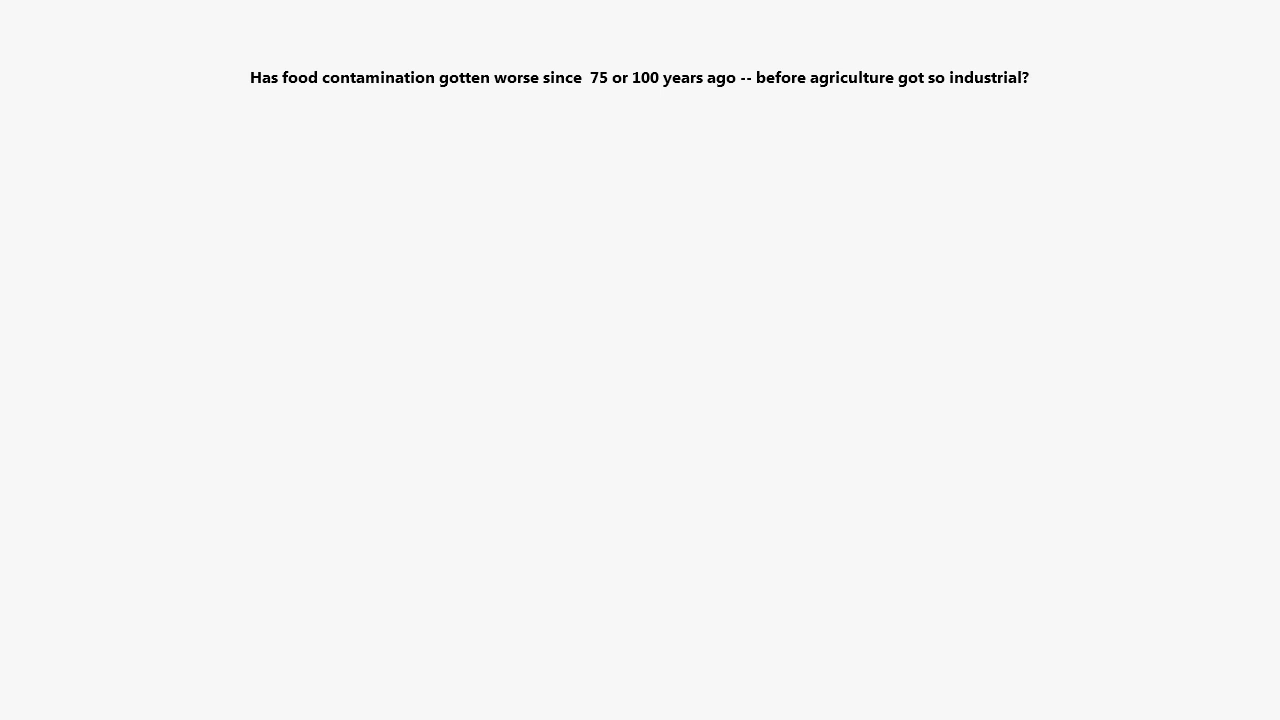 Has food contamination gotten worse since  75 or 100 years ago -- before agriculture got so industrial?